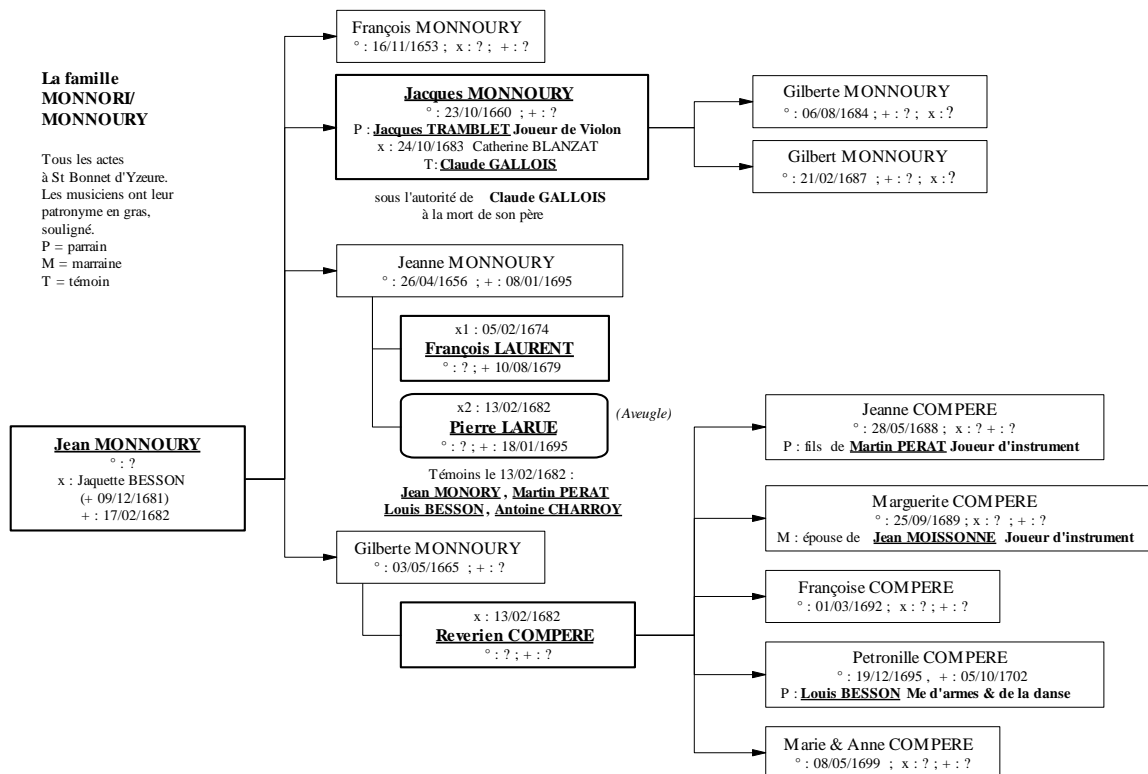 La famille
MONNORI/
MONNOURY
Tous les actes
à St Bonnet d'Yzeure.
Les musiciens ont leur
patronyme en gras,
souligné.
P = parrain
M = marraine
T = témoin
Jean MONNOURY
° : ?
x : Jaquette BESSON
(+ 09/12/1681)
+ : 17/02/1682
François MONNOURY
° : 16/11/1653 ; x : ? ; + : ?
Jacques MONNOURY
° : 23/10/1660 ; + : ?
P : Jacques TRAMBLET Joueur de Violon
x : 24/10/1683 Catherine BLANZAT
T : Claude GALLOIS
sous l'autorité de Claude GALLOIS
à la mort de son père
Gilberte MONNOURY
° : 06/08/1684 ; + : ? ; x : ?
Gilbert MONNOURY
° : 21/02/1687 ; + : ? ; x : ?
Jeanne MONNOURY
° : 26/04/1656 ; + : 08/01/1695
x1 : 05/02/1674
François LAURENT
° : ? ; + 10/08/1679
x2 : 13/02/1682
Pierre LARUE
° : ? ; + : 18/01/1695
(Aveugle)
Témoins le 13/02/1682 :
Jean MONORY , Martin PERAT
Louis BESSON , Antoine CHARROY
Gilberte MONNOURY
° : 03/05/1665 ; + : ?
x : 13/02/1682
Reverien COMPERE
° : ? ; + : ?
Jeanne COMPERE
° : 28/05/1688 ; x : ? + : ?
P : fils de Martin PERAT Joueur d'instrument
Marguerite COMPERE
° : 25/09/1689 ; x : ? ; + : ?
M : épouse de Jean MOISSONNE Joueur d'instrument
Françoise COMPERE
° : 01/03/1692 ; x : ? ; + : ?
Petronille COMPERE
° : 19/12/1695 , + : 05/10/1702
P : Louis BESSON Me d'armes & de la danse
Marie & Anne COMPERE
° : 08/05/1699 ; x : ? ; + : ?